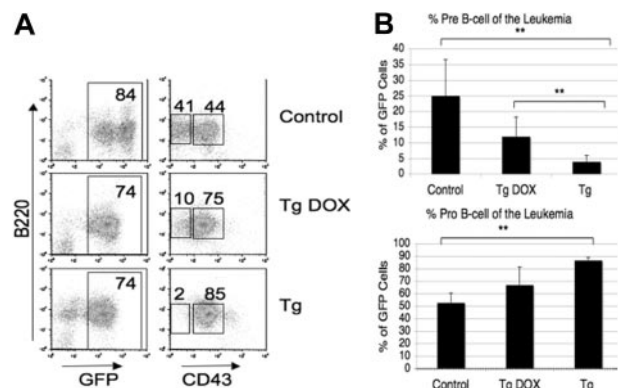 A
84
41 44
Control
74
10 75
Tg DOX
74
2 85
Tg
B220
GFP
CD43
B
% Pre B-cell of the Leukemia
**
**
% of GFP Cells
40
35
30
25
20
15
10
5
0
Control Tg DOX Tg
% Pro B-cell of the Leukemia
**
% of GFP Cells
100
90
80
70
60
50
40
30
20
10
0
Control Tg DOX Tg